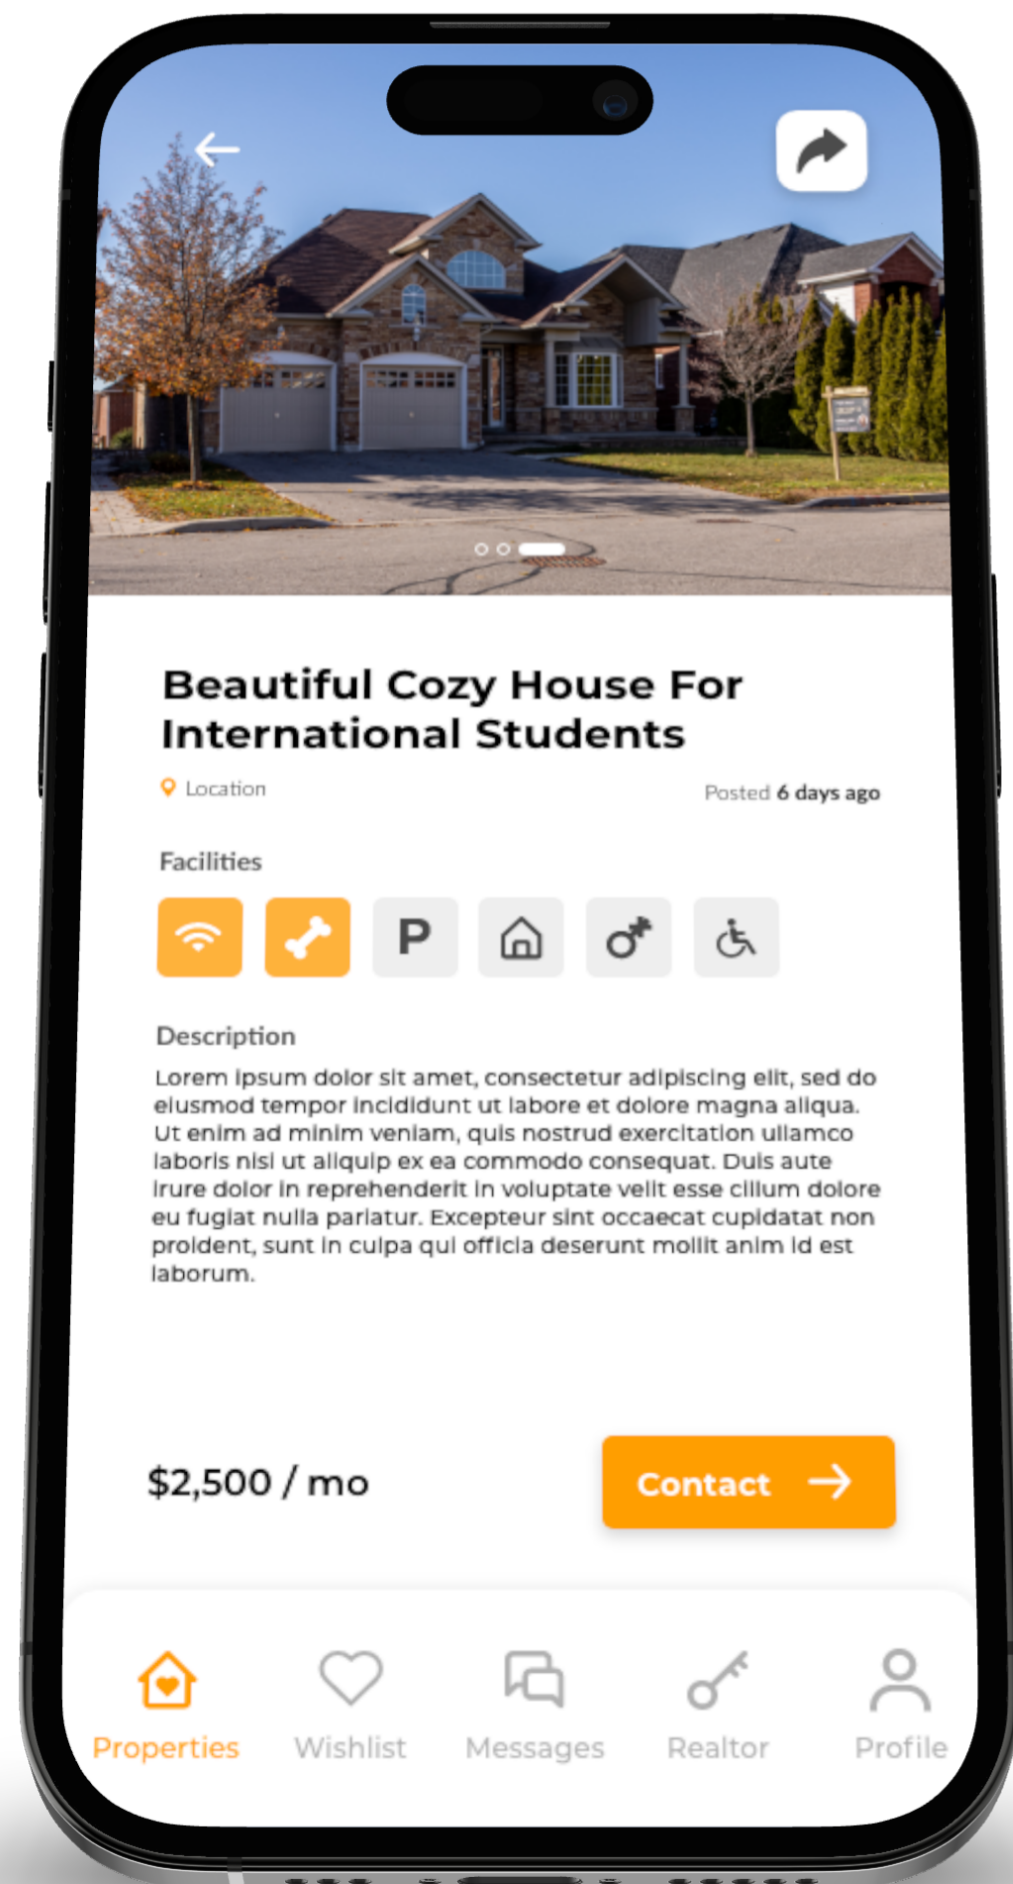 Beautiful Cozy House For
International Students
Location
Posted 6 days ago
Facilities
P
Description
Lorem ipsum dolor sit amet, consectetur adipiscing elit, sed do
eiusmod tempor incididunt ut labore et dolore magna aliqua.
Ut enim ad minim veniam, quis nostrud exercitation ullamco
laboris nisi ut aliquip ex ea commodo consequat. Duis aute
irure dolor in reprehenderit in voluptate velit esse cillum dolore
eu fugiat nulla pariatur. Excepteur sint occaecat cupidatat non
proident, sunt in culpa qui officia deserunt mollit anim id est
laborum.
$2,500 / mo
Contact
Properties
Wishlist
Messages
Realtor
Profile